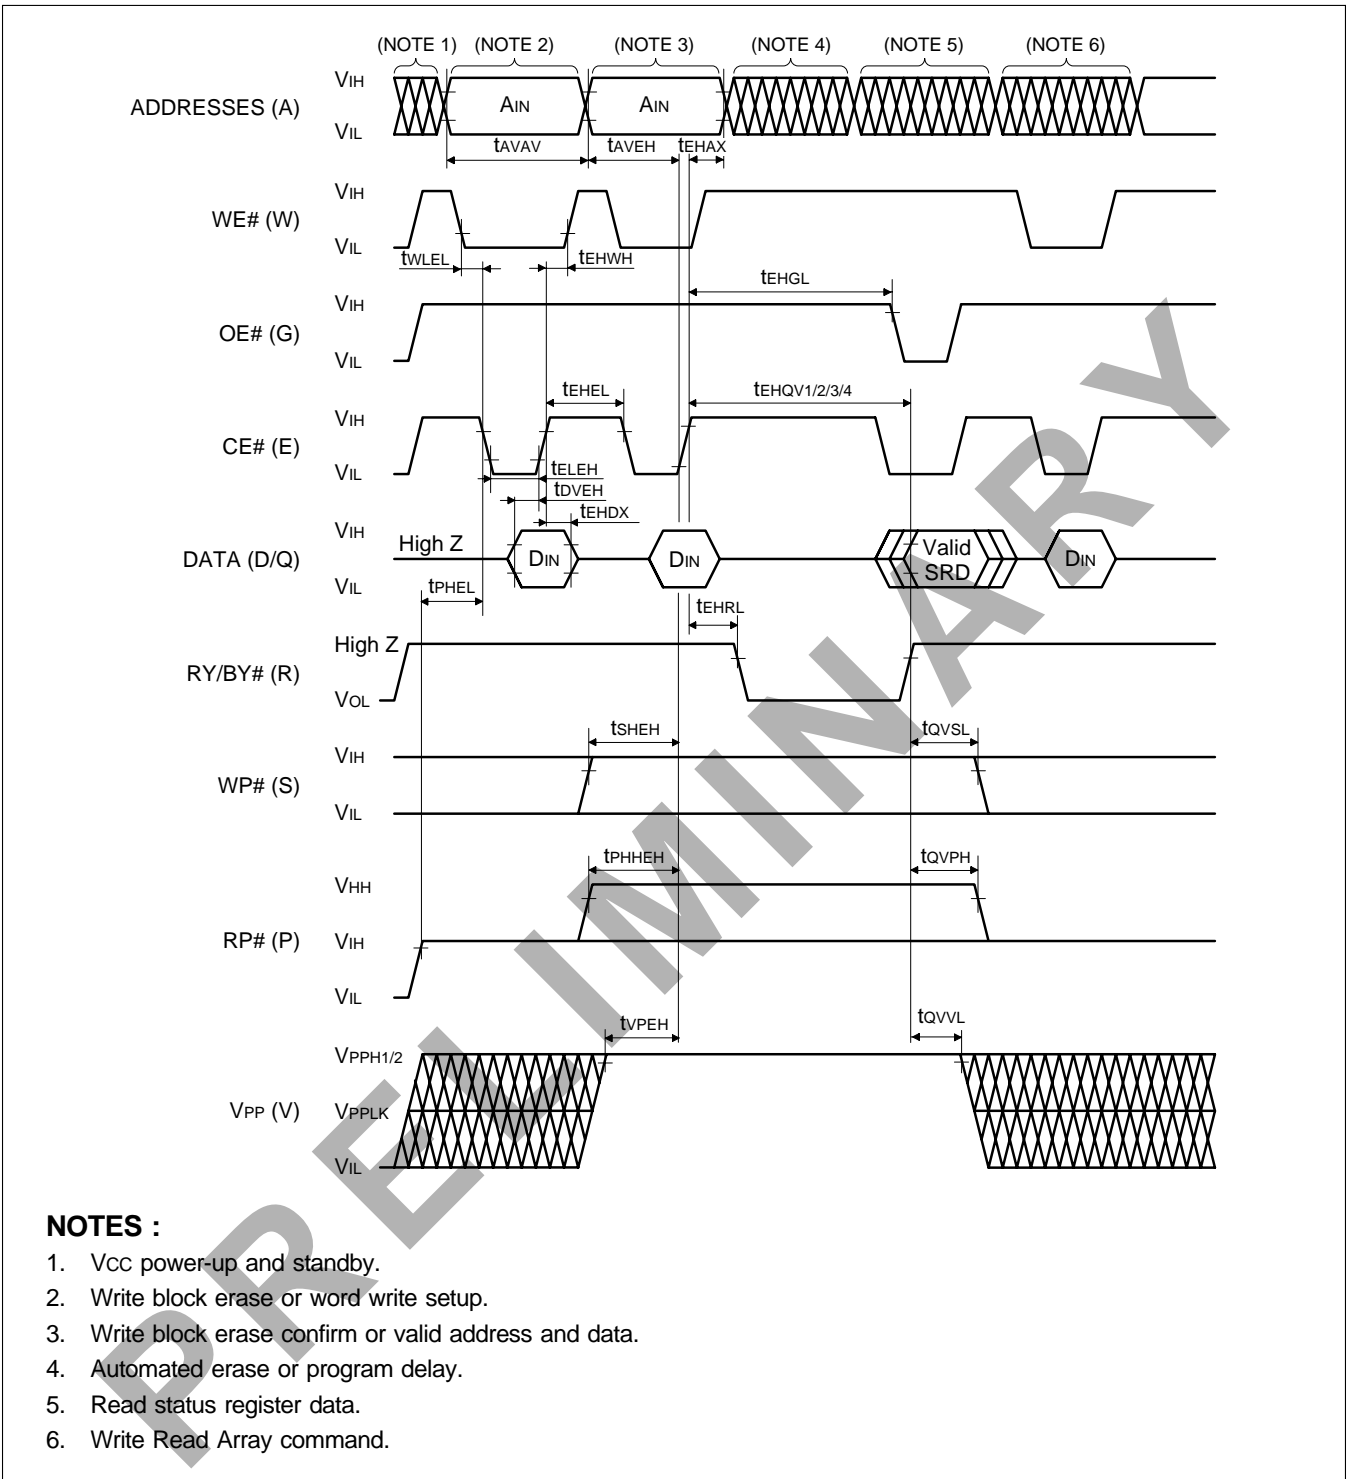 (NOTE 1) (NOTE 2) (NOTE 3) (NOTE 4) (NOTE 5) (NOTE 6)
ADDRESSES (A)
VIH
VIL
AIN
AIN
tAVAV
tAVEH
tEHAX
WE# (W)
VIH
VIL
tWLEL
tEHWH
tEHGL
OE# (G)
VIH
VIL
tEHEL
tEHQV1/2/3/4
CE# (E)
VIH
VIL
tELEH
tDVEH
tEHDX
DATA (D/Q)
VIH
VIL
High Z
DIN
DIN
Valid
SRD
DIN
tPHEL
tEHRL
RY/BY# (R)
High Z
VOL
tSHEH
tQVSL
WP# (S)
VIH
VIL
tPHHEH
tQVPH
RP# (P)
VHH
VIH
VIL
tVPEH
tQVVL
VPP (V)
VPPH1/2
VPPLK
VIL
PRELIMINARY
NOTES :
1. VCC power-up and standby.
2. Write block erase or word write setup.
3. Write block erase confirm or valid address and data.
4. Automated erase or program delay.
5. Read status register data.
6. Write Read Array command.